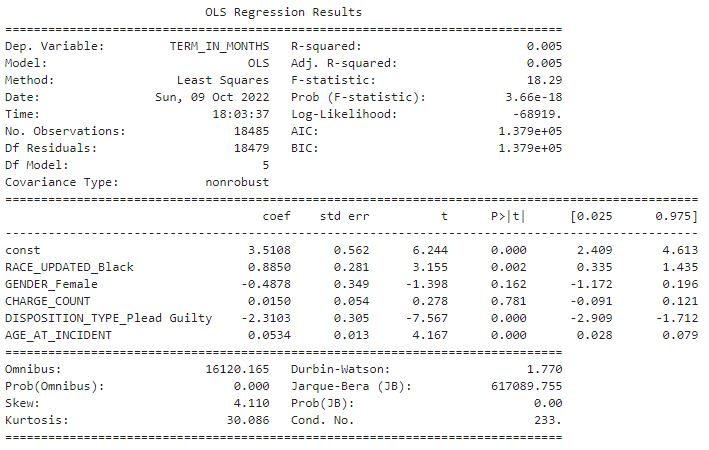 OLS Regression Results
==============================================================================
Dep. Variable: TERM_IN_MONTHS R-squared: 0.005
Model: OLS Adj. R-squared: 0.005
Method: Least Squares F-statistic: 18.29
Date: Sun, 09 Oct 2022 Prob (F-statistic): 3.66e-18
Time: 18:03:37 Log-Likelihood: -68919.
No. Observations: 18485 AIC: 1.379e+05
Df Residuals: 18479 BIC: 1.379e+05
Df Model: 5
Covariance Type: nonrobust
================================================================================================
coef std err t P>|t| [0.025 0.975]
------------------------------------------------------------------------------------------------
const 3.5108 0.562 6.244 0.000 2.409 4.613
RACE_UPDATED_Black 0.8850 0.281 3.155 0.002 0.335 1.435
GENDER_Female -0.4878 0.349 -1.398 0.162 -1.172 0.196
CHARGE_COUNT 0.0150 0.054 0.278 0.781 -0.091 0.121
DISPOSITION_TYPE_Plead Guilty -2.3103 0.305 -7.567 0.000 -2.909 -1.712
AGE_AT_INCIDENT 0.0534 0.013 4.167 0.000 0.028 0.079
==============================================================================
Omnibus: 16120.165 Durbin-Watson: 1.770
Prob(Omnibus): 0.000 Jarque-Bera (JB): 617089.755
Skew: 4.110 Prob(JB): 0.00
Kurtosis: 30.086 Cond. No. 233.
==============================================================================